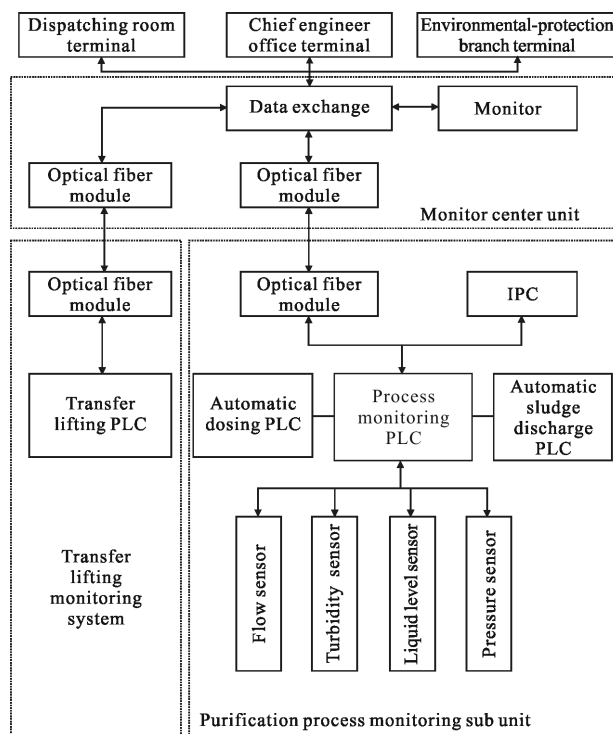 Dispatching room
terminal
Chief engineer
office terminal
Environmental-protection
branch terminal
Data exchange
Monitor
Optical fiber
module
Optical fiber
module
Monitor center unit
Optical fiber
module
Optical fiber
module
IPC
Transfer
lifting PLC
Automatic
dosing PLC
Process
monitoring
PLC
Automatic
sludge
discharge
PLC
Flow sensor
Turbidity sensor
Liquid level sensor
Pressure sensor
Transfer
lifting
monitoring
system
Purification process monitoring sub unit